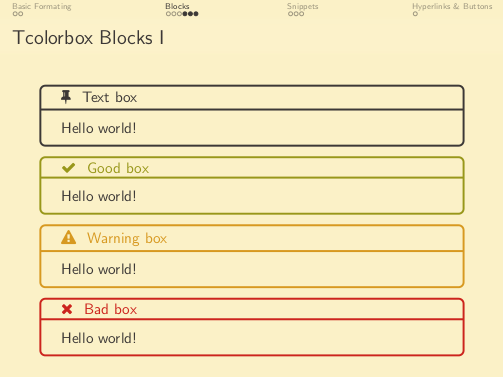 Basic Formating Blocks Snippets Hyperlinks & Buttons
Tcolorbox Blocks I
Text box
Hello world!
Good box
Hello world!
Warning box
Hello world!
Bad box
Hello world!